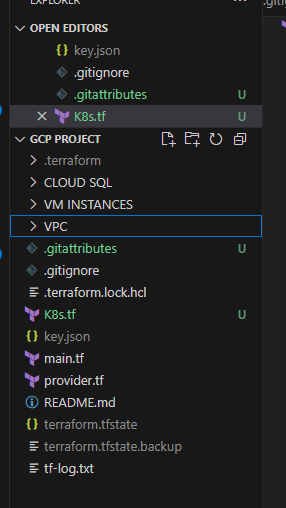 OPEN EDITORS
key.json
.gitignore
.gitattributes U
K8s.tf U
GCP PROJECT
.terraform
CLOUD SQL
VM INSTANCES
VPC
.gitattributes U
.gitignore
.terraform.lock.hcl
K8s.tf U
key.json
main.tf
provider.tf
README.md
terraform.tfstate
terraform.tfstate.backup
tf-log.txt